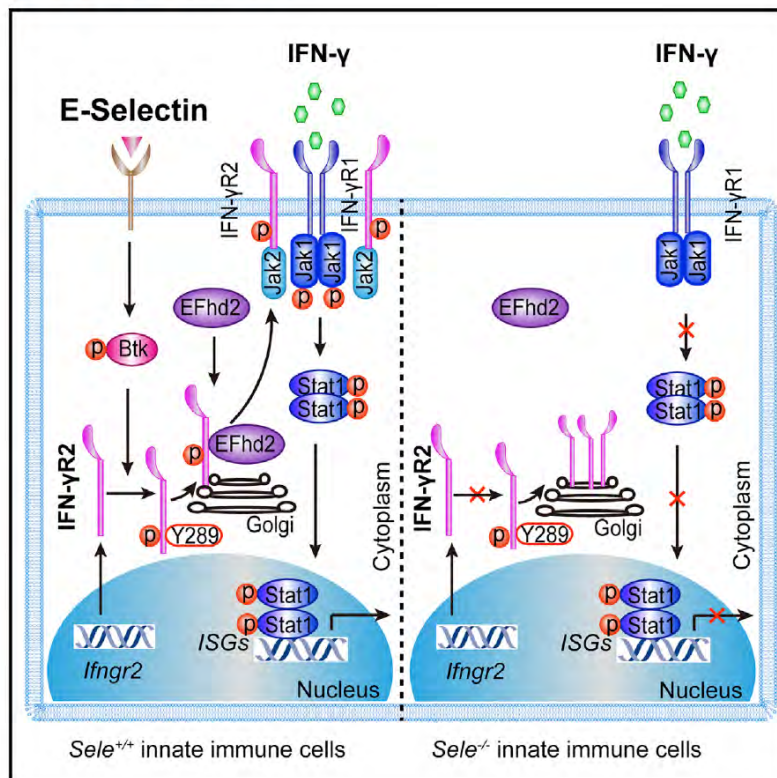 IFN-γ
E-Selectin
IFN-γR2
IFN-γR1
Jak2
Jak1
Jak1
Jak2
p
p
p
p
EFhd2
p
Btk
Stat1
p
Stat1
p
EFhd2
p
IFN-γR2
Golgi
p
Y289
Cytoplasm
p
Stat1
p
Stat1
ISGs
Ifngr2
Nucleus
Sele+/+ innate immune cells
IFN-γ
IFN-γR1
Jak1
Jak1
EFhd2
Stat1
p
Stat1
p
IFN-γR2
Golgi
p
Y289
Cytoplasm
p
Stat1
p
Stat1
ISGs
Ifngr2
Nucleus
Sele-/- innate immune cells